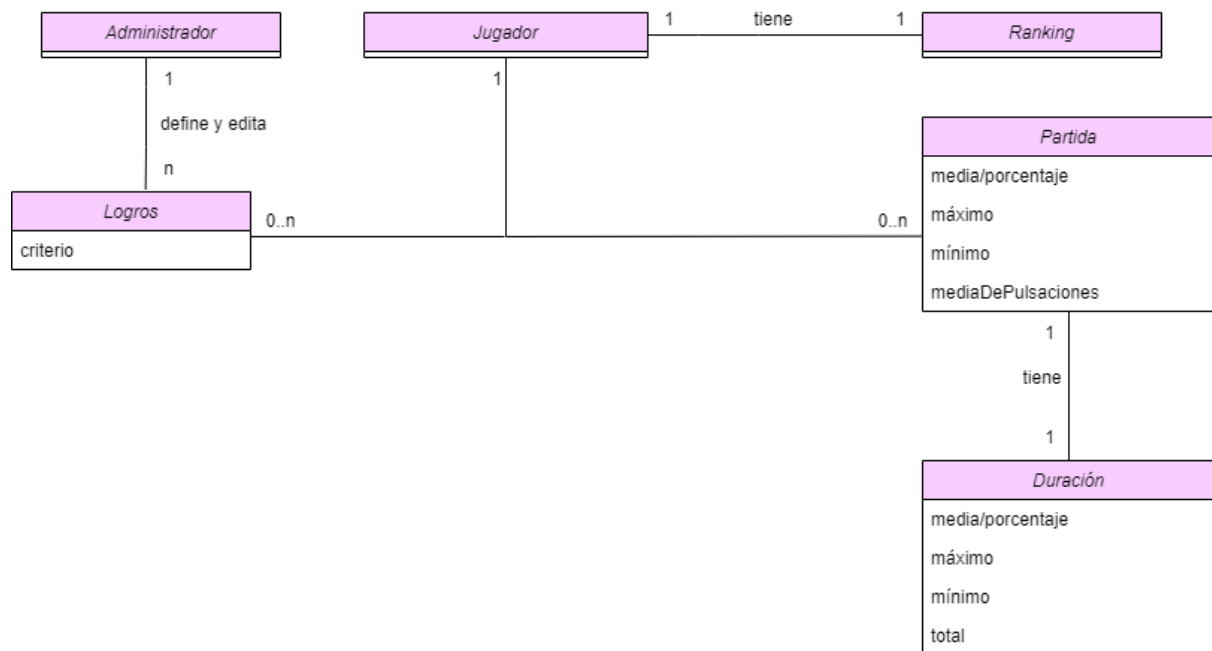 Administrador
Jugador
1 tiene 1
Ranking
1
1
define y edita
n
Logros
criterio
0..n
0..n
Partida
media/porcentaje
máximo
mínimo
mediaDePulsaciones
1
tiene
1
Duración
media/porcentaje
máximo
mínimo
total